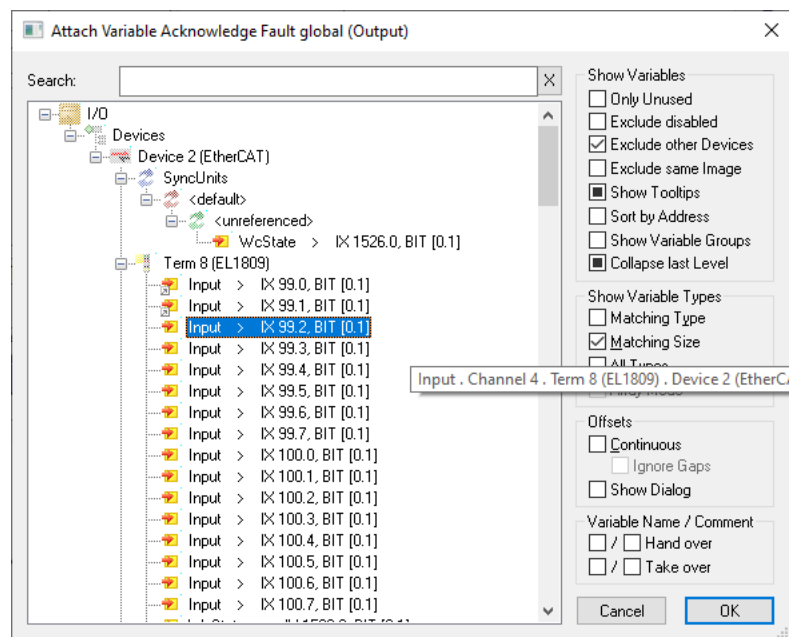 Attach Variable Acknowledge Fault global (Output)
Search:
X
I/O
Devices
Device 2 (EtherCAT)
SyncUnits
<default>
<unreferenced>
WcState > IX 1526.0, BIT [0.1]
Term 8 (EL1809)
Input > IX 99.0, BIT [0.1]
Input > IX 99.1, BIT [0.1]
Input > IX 99.2, BIT [0.1]
Input > IX 99.3, BIT [0.1]
Input > IX 99.4, BIT [0.1]
Input > IX 99.5, BIT [0.1]
Input > IX 99.6, BIT [0.1]
Input > IX 99.7, BIT [0.1]
Input > IX 100.0, BIT [0.1]
Input > IX 100.1, BIT [0.1]
Input > IX 100.2, BIT [0.1]
Input > IX 100.3, BIT [0.1]
Input > IX 100.4, BIT [0.1]
Input > IX 100.5, BIT [0.1]
Input > IX 100.6, BIT [0.1]
Input > IX 100.7, BIT [0.1]
Show Variables
Only Unused
Exclude disabled
Exclude other Devices
Exclude same Image
Show Tooltips
Sort by Address
Show Variable Groups
Collapse last Level
Show Variable Types
Matching Type
Matching Size
All Types
Input . Channel 4 . Term 8 (EL1809) . Device 2 (EtherCA
Array Mode
Offsets
Continuous
Ignore Gaps
Show Dialog
Variable Name / Comment
/ Hand over
/ Take over
Cancel
OK